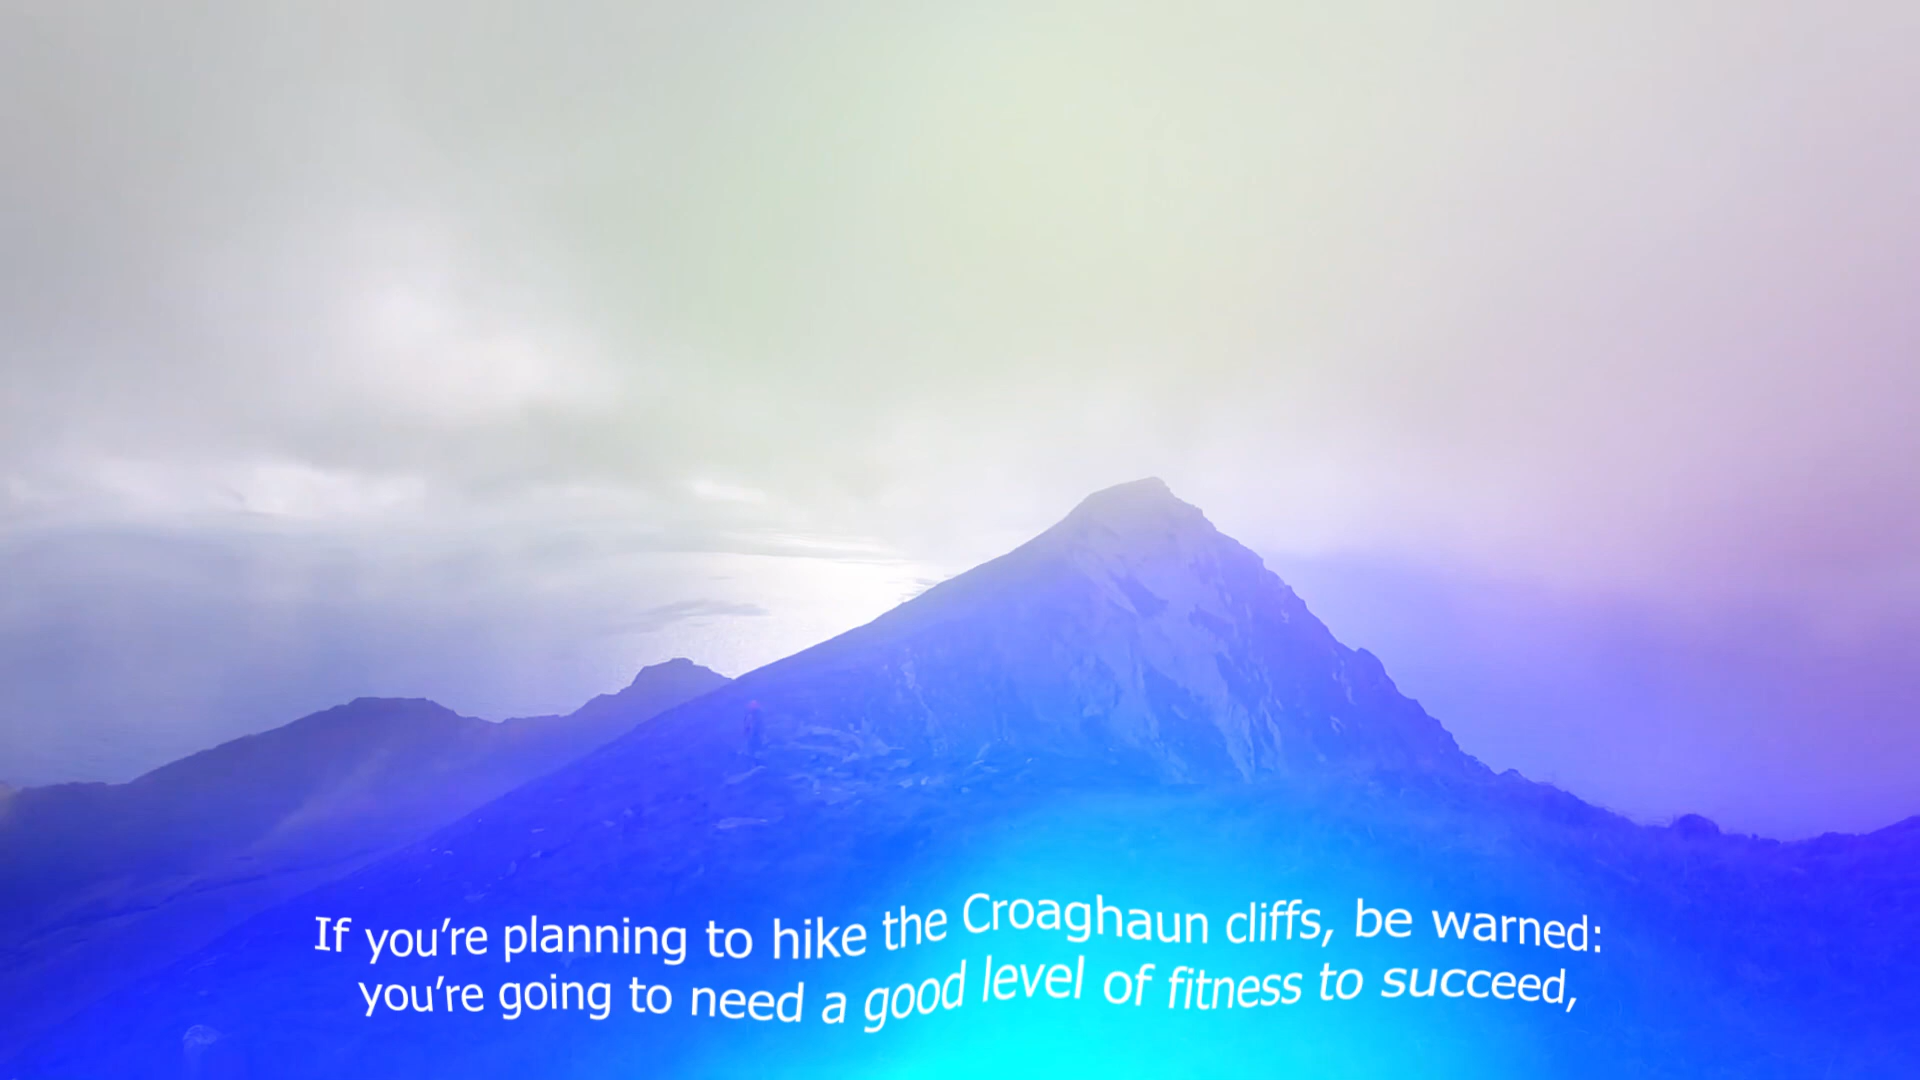 If you’re planning to hike the Croaghaun cliffs, be warned:
you’re going to need a good level of fitness to succeed,